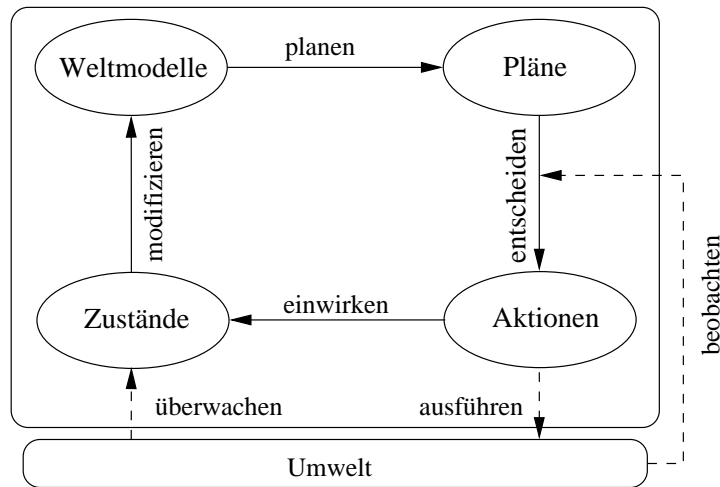 Weltmodelle
planen
Pläne
modifizieren
entscheiden
beobachten
Zustände
einwirken
Aktionen
überwachen
ausführen
Umwelt